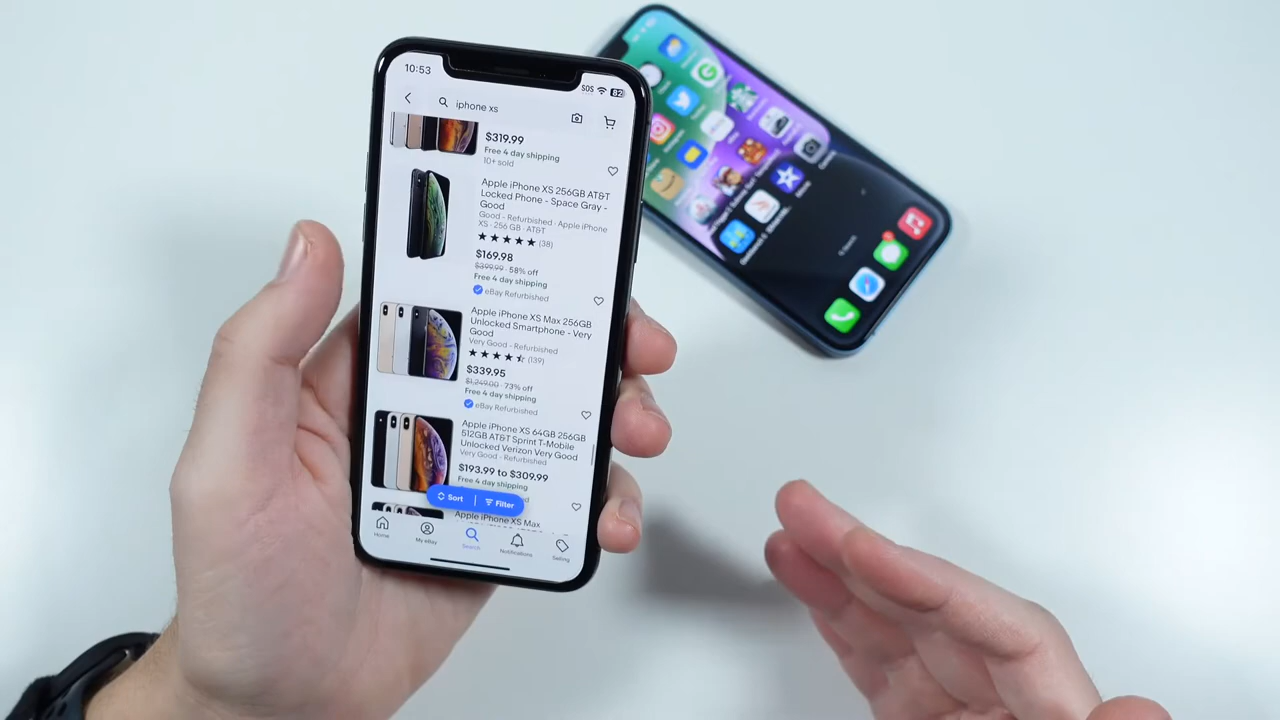 10:53
SOS
82
iphone xs
$319.99
Free 4 day shipping
10+ sold
Apple iPhone XS 256GB AT&T
Locked Phone - Space Gray -
Good
Good - Refurbished · Apple iPhone
XS · 256 GB · AT&T
(38)
$169.98
$399.99 · 58% off
Free 4 day shipping
eBay Refurbished
Apple iPhone XS Max 256GB
Unlocked Smartphone - Very
Good
Very Good - Refurbished
(139)
$339.95
$1,249.00 · 73% off
Free 4 day shipping
eBay Refurbished
Apple iPhone XS 64GB 256GB
512GB AT&T Sprint T-Mobile
Unlocked Verizon Very Good
Very Good - Refurbished
$193.99 to $309.99
Free 4 day shipping
Sort
Filter
Apple iPhone XS Max
Home
My eBay
Search
Notifications
Selling
Search